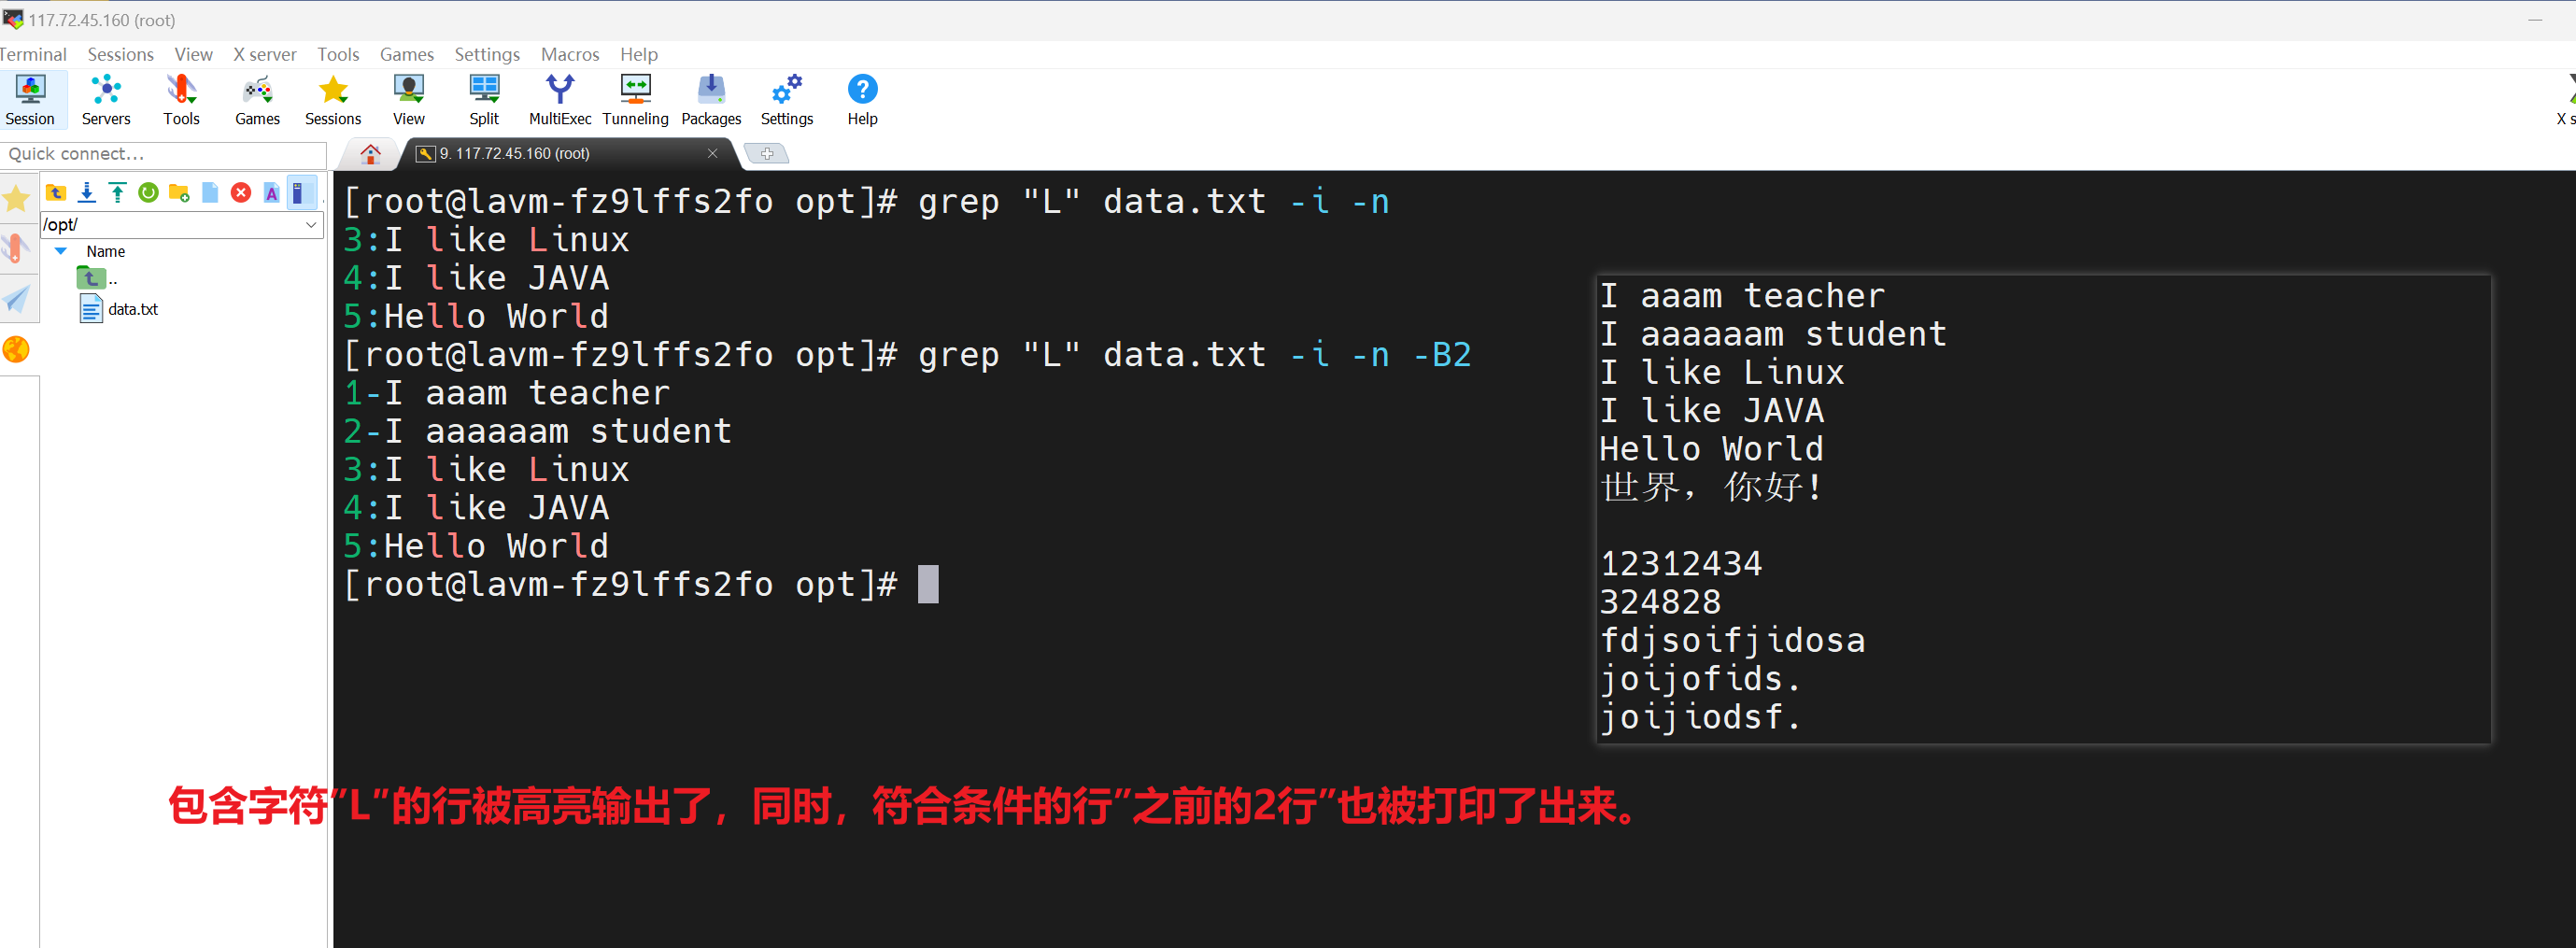 117.72.45.160 (root)
Terminal Sessions View X server Tools Games Settings Macros Help
Session Servers Tools Games Sessions View Split MultiExec Tunneling Packages Settings Help
Quick connect...
9. 117.72.45.160 (root)
/opt/
Name
..
data.txt
[root@lavm-fz9lffs2fo opt]# grep "L" data.txt -i -n
3:I like Linux
4:I like JAVA
5:Hello World
[root@lavm-fz9lffs2fo opt]# grep "L" data.txt -i -n -B2
1-I aaam teacher
2-I aaaaaam student
3:I like Linux
4:I like JAVA
5:Hello World
[root@lavm-fz9lffs2fo opt]#
I aaam teacher
I aaaaaam student
I like Linux
I like JAVA
Hello World
世界，你好！
12312434
324828
fdjsoifjidosa
joijofids.
joijiodsf.
包含字符"L"的行被高亮输出了，同时，符合条件的行"之前的2行"也被打印了出来。